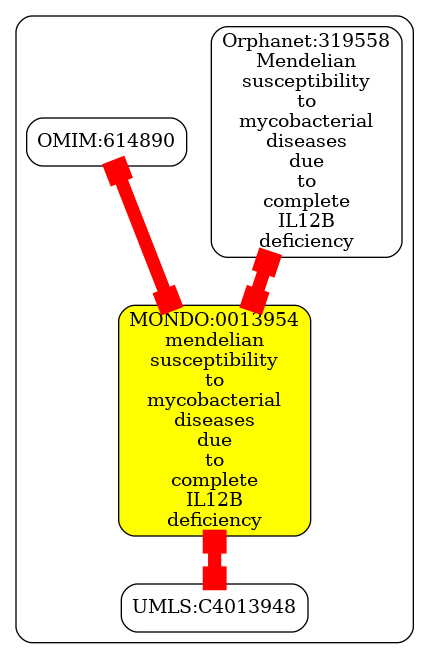 Orphanet:319558
Mendelian
susceptibility
to
mycobacterial
diseases
due
to
complete
IL12B
deficiency
OMIM:614890
MONDO:0013954
mendelian
susceptibility
to
mycobacterial
diseases
due
to
complete
IL12B
deficiency
UMLS:C4013948